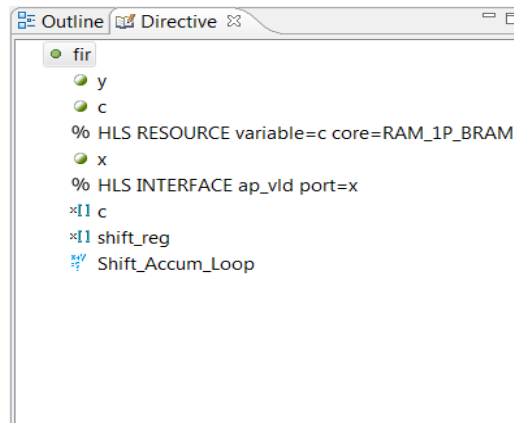 Outline Directive
fir
y
c
% HLS RESOURCE variable=c core=RAM_1P_BRAM
x
% HLS INTERFACE ap_vld port=x
×[] c
×[] shift_reg
Shift_Accum_Loop